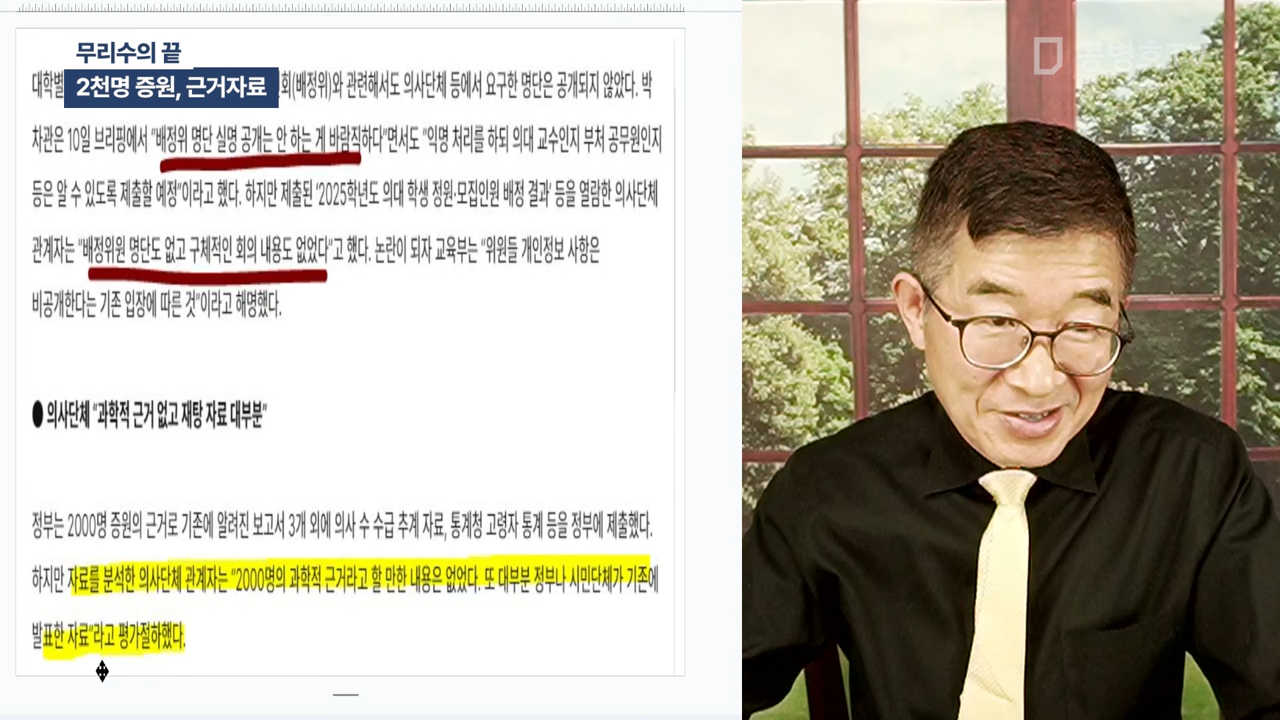 무리수의 끝
2천명 증원, 근거자료
대학별 회(배정위)와 관련해서도 의사단체 등에서 요구한 명단은 공개되지 않았다. 박
차관은 10일 브리핑에서 “배정위 명단 실명 공개는 안 하는 게 바람직하다”면서도 “익명 처리를 하되 의대 교수인지 부처 공무원인지
등은 알 수 있도록 제출할 예정”이라고 했다. 하지만 제출된 ‘2025학년도 의대 학생 정원·모집인원 배정 결과’ 등을 열람한 의사단체
관계자는 “배정위원 명단도 없고 구체적인 회의 내용도 없었다”고 했다. 논란이 되자 교육부는 “위원들 개인정보 사항은
비공개한다는 기존 입장에 따른 것”이라고 해명했다.
● 의사단체 “과학적 근거 없고 재탕 자료 대부분”
정부는 2000명 증원의 근거로 기존에 알려진 보고서 3개 외에 의사 수 수급 추계 자료, 통계청 고령자 통계 등을 정부에 제출했다.
하지만 자료를 분석한 의사단체 관계자는 “2000명의 과학적 근거라고 할 만한 내용은 없었다. 또 대부분 정부나 시민단체가 기존에
발표한 자료”라고 평가절하했다.